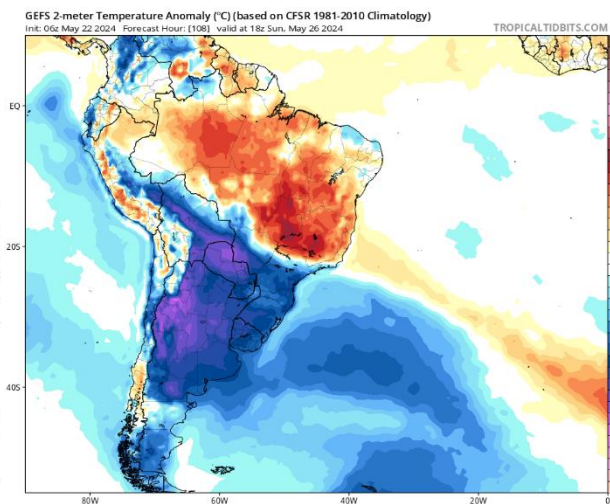 GEFS 2-meter Temperature Anomaly (°C) (based on CFSR 1981-2010 Climatology)
Init: 06z May 22 2024 Forecast Hour: [108] valid at 18z Sun, May 26 2024 TROPICALTIDBITS.COM
EQ
20S
40S
80W 60W 40W 20W 0